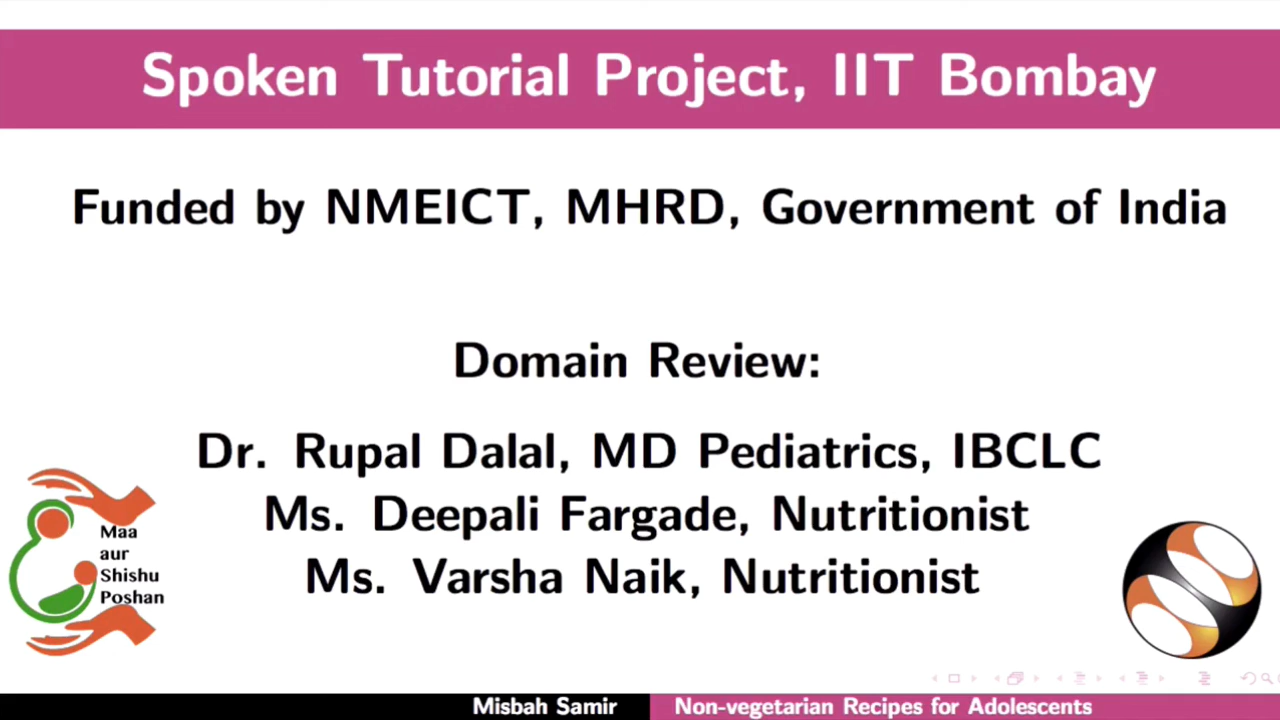 Spoken Tutorial Project, IIT Bombay
Funded by NMEICT, MHRD, Government of India
Domain Review:
Dr. Rupal Dalal, MD Pediatrics, IBCLC
Ms. Deepali Fargade, Nutritionist
Ms. Varsha Naik, Nutritionist
Maa
aur
Shishu
Poshan
Misbah Samir
Non-vegetarian Recipes for Adolescents